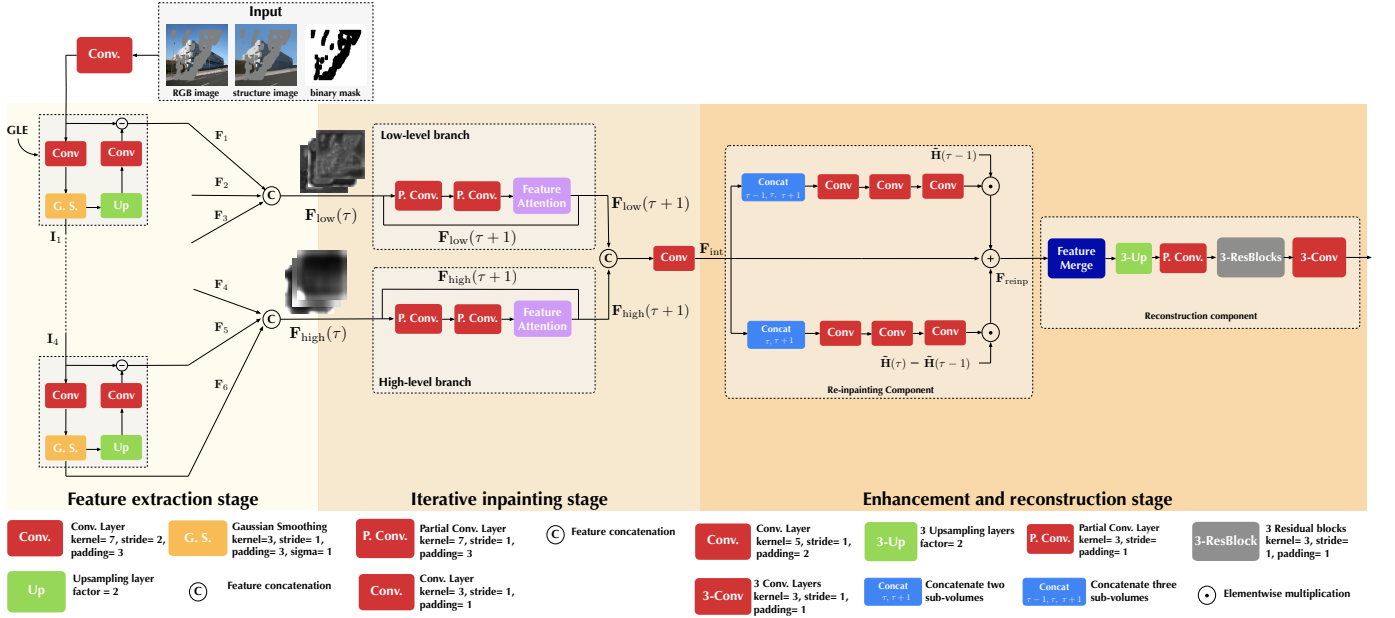 Input
Conv.
RGB image
structure image
binary mask
GLE
Conv
Conv
G. S.
Up
I₁
F₁
F₂
F₃
F₄
F₅
F₆
C
C
I₄
Conv
Conv
G. S.
Up
F_low(τ)
F_high(τ)
Low-level branch
P. Conv.
P. Conv.
Feature
Attention
F_low(τ+1)
F_low(τ+1)
F_high(τ+1)
P. Conv.
P. Conv.
Feature
Attention
High-level branch
F_high(τ+1)
C
Conv
F_int
H̃(τ−1)
Concat
τ−1, τ, τ+1
Conv
Conv
Conv
Concat
τ, τ+1
Conv
Conv
Conv
H̃(τ) − H̃(τ−1)
Re-inpainting Component
F_reinp
Feature
Merge
3-Up
P. Conv.
3-ResBlocks
3-Conv
Reconstruction component
Feature extraction stage
Iterative inpainting stage
Enhancement and reconstruction stage
Conv.
Conv. Layer
kernel= 7, stride= 2,
padding= 3
G. S.
Gaussian Smoothing
kernel=3, stride= 1,
padding= 3, sigma= 1
Up
Upsampling layer
factor = 2
C
Feature concatenation
P. Conv.
Partial Conv. Layer
kernel= 7, stride= 1,
padding= 3
C
Feature concatenation
Conv.
Conv. Layer
kernel= 3, stride= 1,
padding= 1
Conv.
Conv. Layer
kernel= 5, stride= 1,
padding= 2
3-Up
3 Upsampling layers
factor= 2
P. Conv.
Partial Conv. Layer
kernel= 3, stride=
padding= 1
3-ResBlock
3 Residual blocks
kernel= 3, stride=
1, padding= 1
3-Conv
3 Conv. Layers
kernel= 3, stride= 1,
padding= 1
Concat
τ, τ+1
Concatenate two
sub-volumes
Concat
τ−1, τ, τ+1
Concatenate three
sub-volumes
Elementwise multiplication